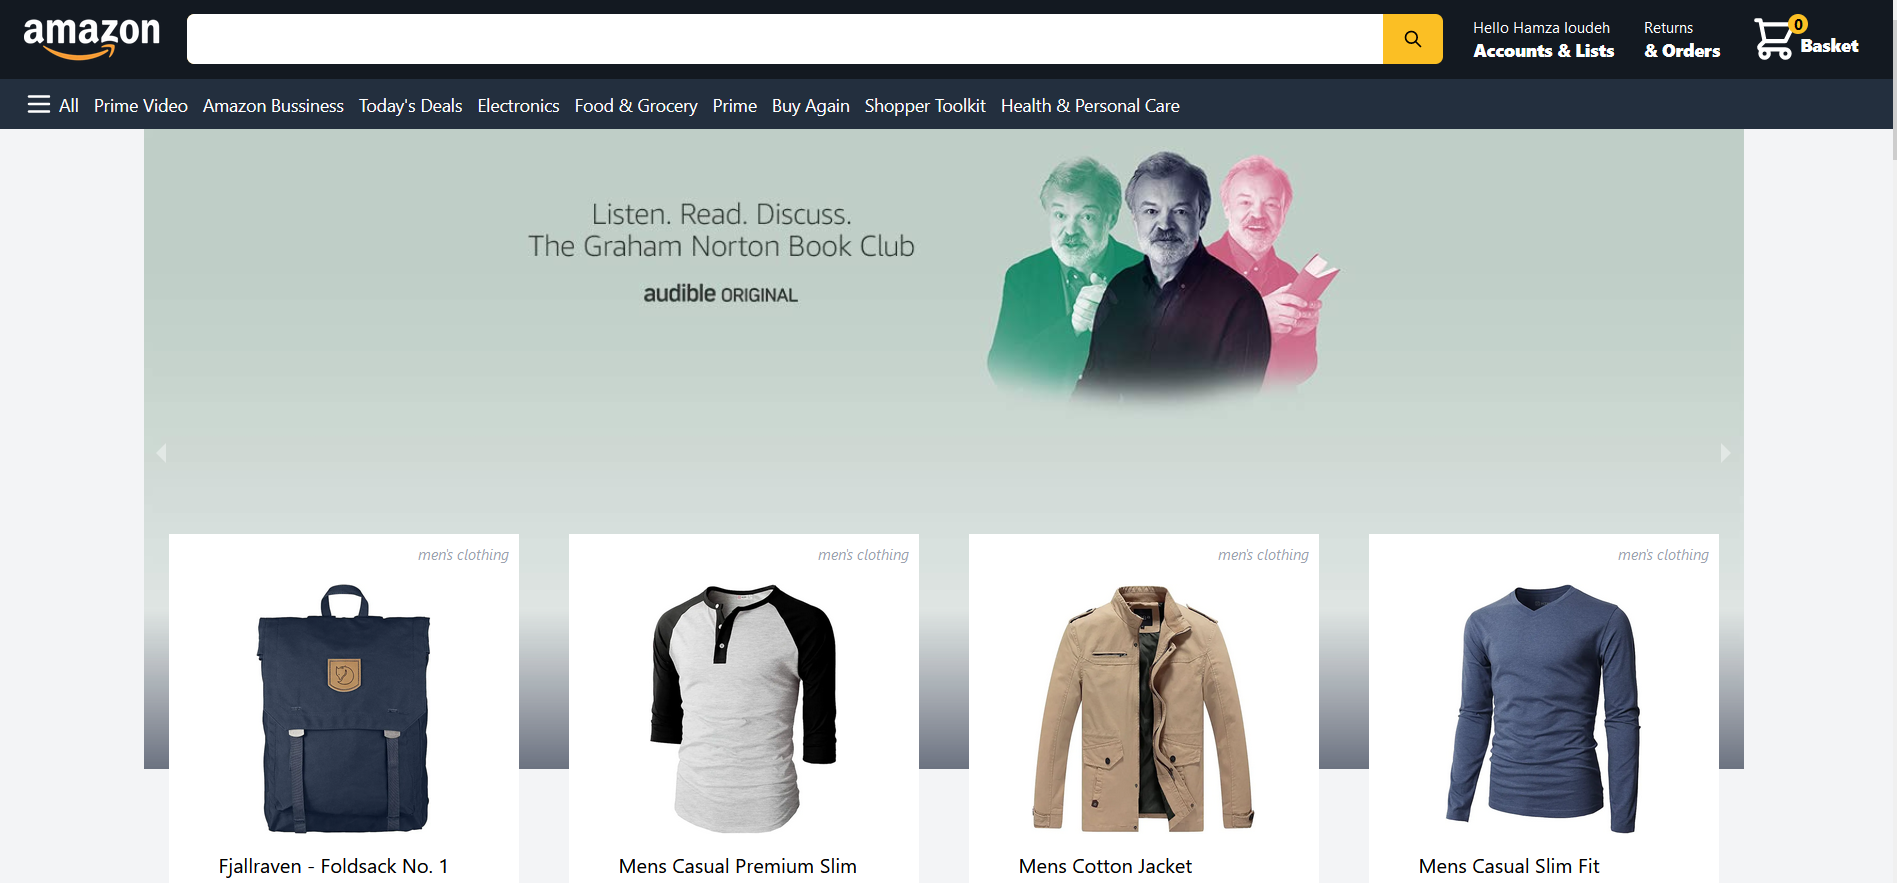 amazon
Hello Hamza Ioudeh
Accounts & Lists
Returns
& Orders
0
Basket
All Prime Video Amazon Bussiness Today's Deals Electronics Food & Grocery Prime Buy Again Shopper Toolkit Health & Personal Care
Listen. Read. Discuss.
The Graham Norton Book Club
audible ORIGINAL
men's clothing
men's clothing
men's clothing
men's clothing
Fjallraven - Foldsack No. 1
Mens Casual Premium Slim
Mens Cotton Jacket
Mens Casual Slim Fit